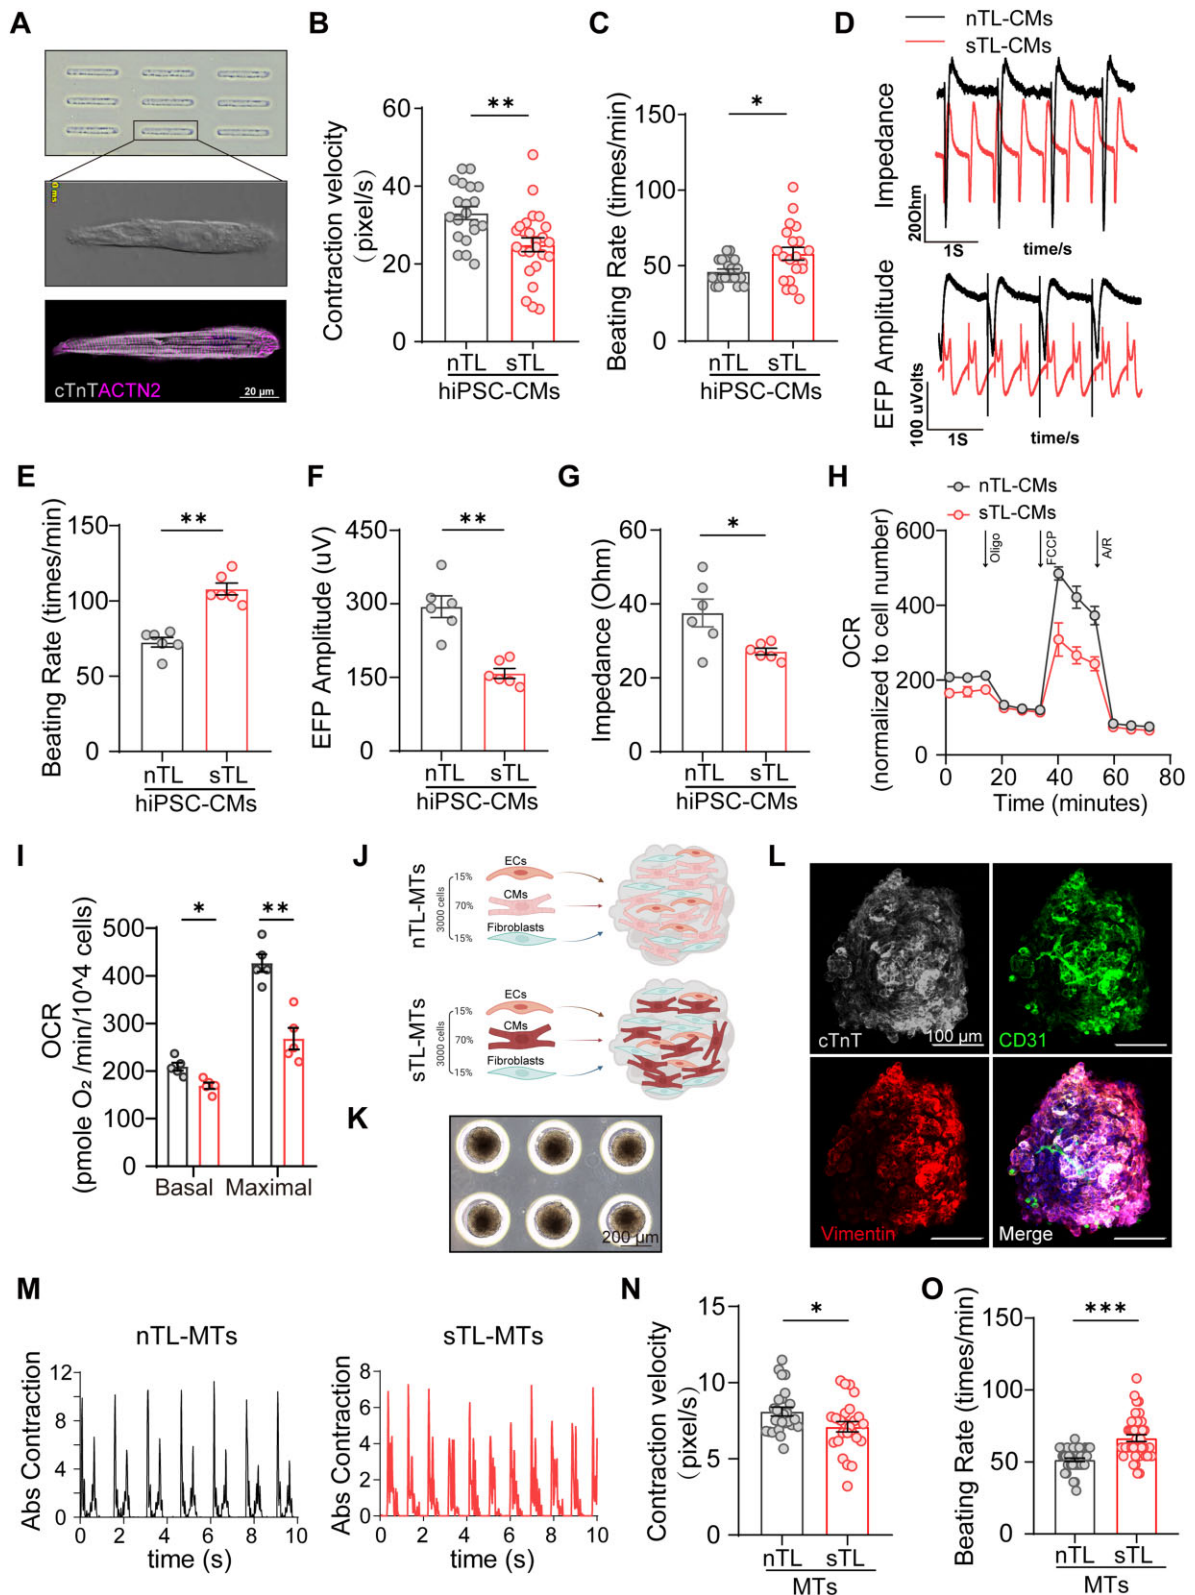 A
0 ms
cTnTACTN2
20 μm
B
Contraction velocity
(pixel/s)
60
40
20
0
**
nTL sTL
hiPSC-CMs
C
Beating Rate (times/min)
150
100
50
0
*
nTL sTL
hiPSC-CMs
D
nTL-CMs
sTL-CMs
Impedance
20Ohm
1S
time/s
EFP Amplitude
100 uVolts
1S
time/s
E
Beating Rate (times/min)
150
100
50
0
**
nTL sTL
hiPSC-CMs
F
EFP Amplitude (uV)
450
300
150
0
**
nTL sTL
hiPSC-CMs
G
Impedance (Ohm)
60
40
20
0
*
nTL sTL
hiPSC-CMs
H
nTL-CMs
sTL-CMs
OCR
(normalized to cell number)
600
400
200
0
Oligo
FCCP
A/R
0 20 40 60 80
Time (minutes)
I
OCR
(pmole O₂ /min/10^4 cells)
500
400
300
200
100
0
*
**
Basal Maximal
J
nTL-MTs
3000 cells
15%
70%
15%
ECs
CMs
Fibroblasts
sTL-MTs
3000 cells
15%
70%
15%
ECs
CMs
Fibroblasts
K
200 μm
L
cTnT
100 μm
CD31
Vimentin
Merge
M
nTL-MTs
Abs Contraction
12
8
4
0
0 2 4 6 8 10
time (s)
sTL-MTs
Abs Contraction
8
6
4
2
0
0 2 4 6 8 10
time (s)
N
Contraction velocity
(pixel/s)
15
10
5
0
*
nTL sTL
MTs
O
Beating Rate (times/min)
150
100
50
0
***
nTL sTL
MTs